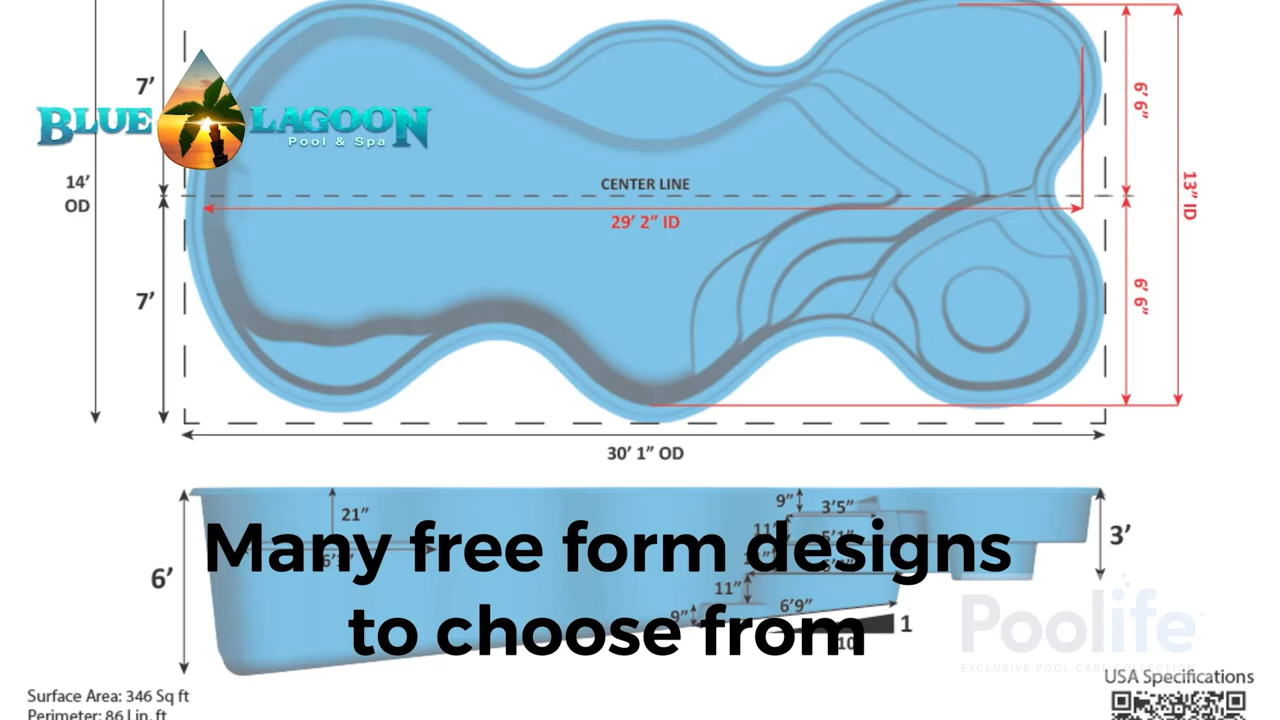 7’
BLUE LAGOON
Pool & Spa
14’
OD
CENTER LINE
29’ 2” ID
6’ 6”
13” ID
7’
6’ 6”
30’ 1” OD
21”
9”
3’5”
3’
Many free form designs
6’
11”
6’9”
9”
to choose from
1
10
Poolife
EXCLUSIVE POOL CARE COLLECTION
USA Specifications
Surface Area: 346 Sq ft
Perimeter: 86 Lin. ft